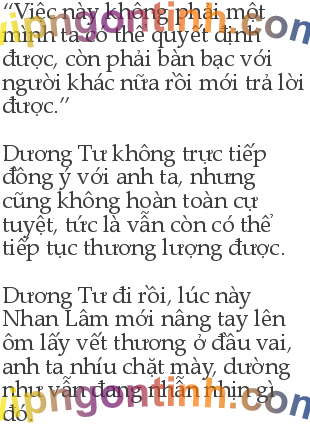 “Việc này không phải một
mình ta có thể quyết định
được, còn phải bàn bạc với
người khác nữa rồi mới trả lời
được.”

Dương Tư không trực tiếp
đồng ý với anh ta, nhưng
cũng không hoàn toàn cự
tuyệt, tức là vẫn còn có thể
tiếp tục thương lượng được.

Dương Tư đi rồi, lúc này
Nhan Lâm mới nâng tay lên
ôm lấy vết thương ở đầu vai,
anh ta nhíu chặt mày, dường
như vẫn đang nhẫn nhịn gì
đó.
vipngontinh.com
vipngontinh.com